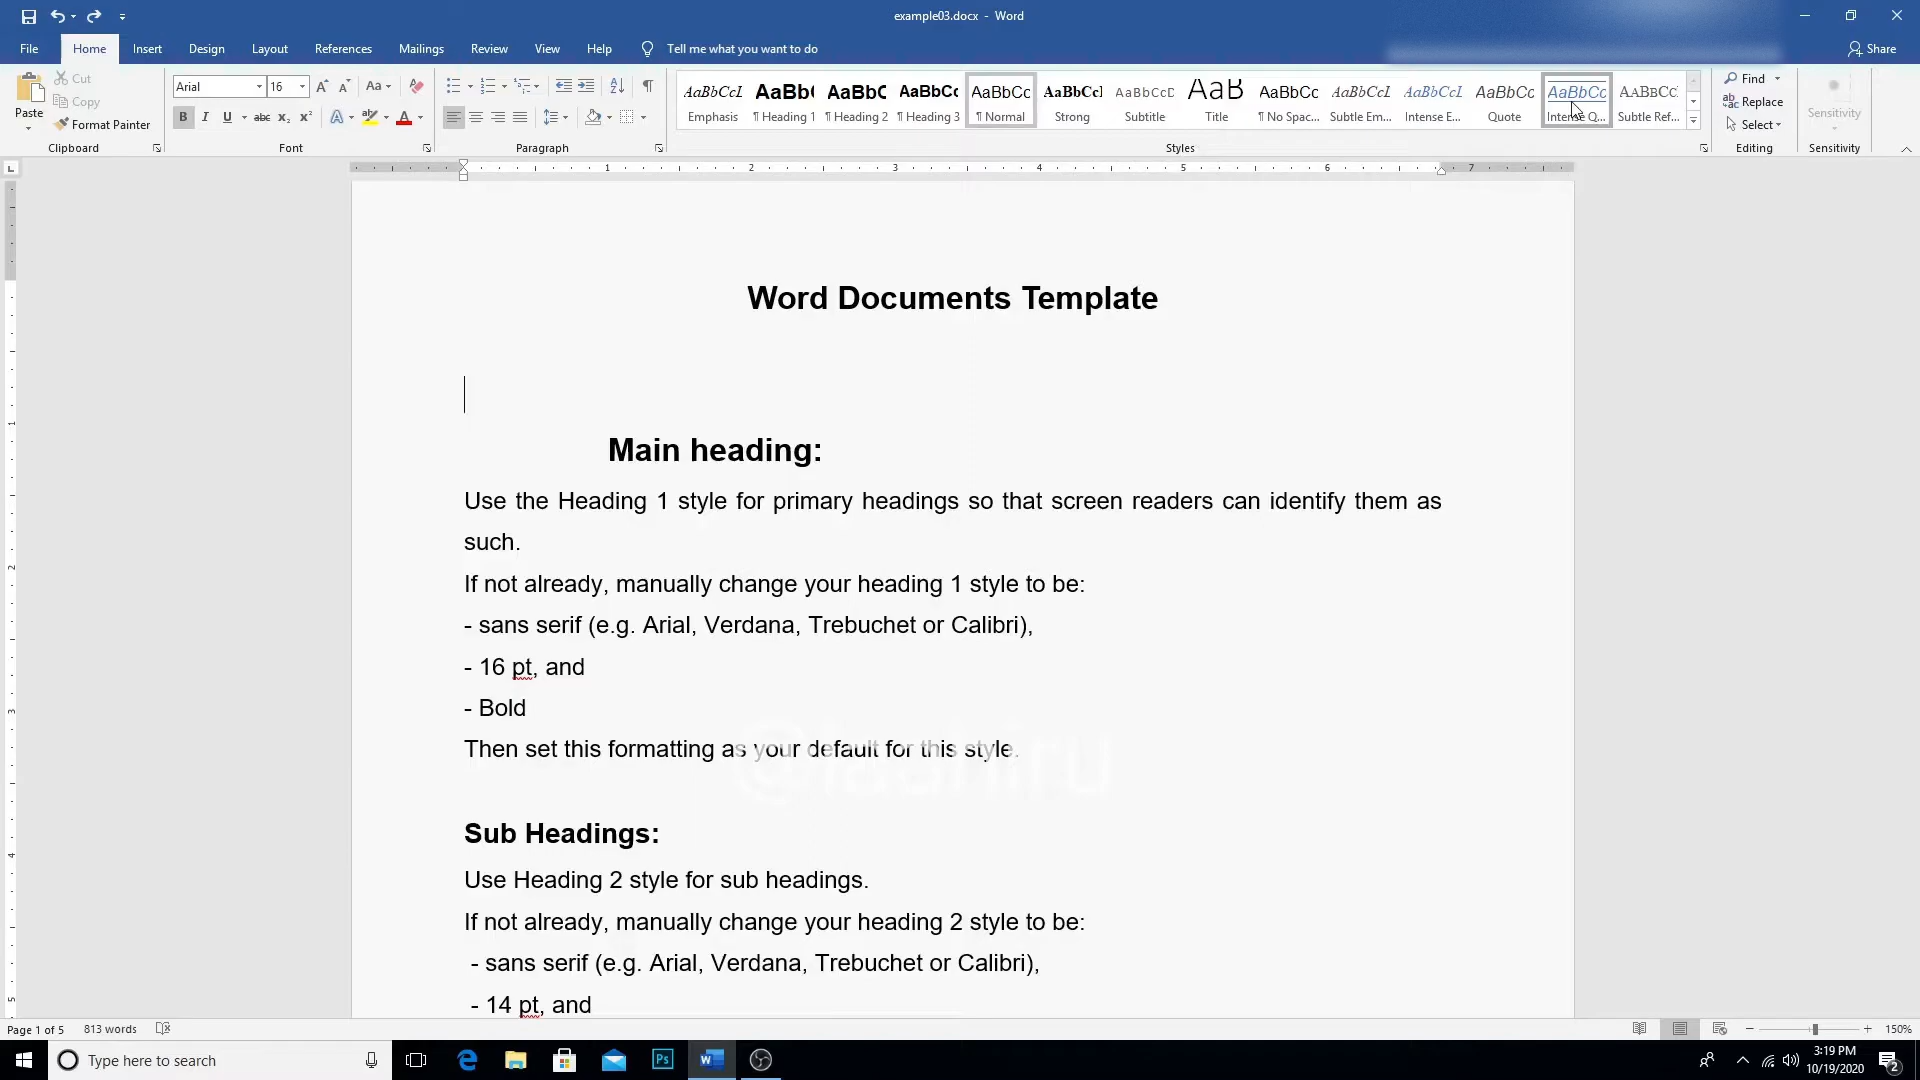 example03.docx - Word
File Home Insert Design Layout References Mailings Review View Help Tell me what you want to do Share
Paste
Cut
Copy
Format Painter
Clipboard
Arial 16
Font
Paragraph
AaBbCcI Emphasis
AaBb( ¶ Heading 1
AaBbC ¶ Heading 2
AaBbCc ¶ Heading 3
AaBbCc ¶ Normal
AaBbCcI Strong
AaBbCcD Subtitle
AaB Title
AaBbCc ¶ No Spac...
AaBbCcI Subtle Em...
AaBbCcI Intense E...
AaBbCc Quote
AaBbCc Intense Q...
AABBCC Subtle Ref...
Styles
Find
Replace
Select
Editing
Sensitivity
Sensitivity
1 2 3 4 5 6 7
Word Documents Template
Main heading:
Use the Heading 1 style for primary headings so that screen readers can identify them as
such.
If not already, manually change your heading 1 style to be:
- sans serif (e.g. Arial, Verdana, Trebuchet or Calibri),
- 16 pt, and
- Bold
Then set this formatting as your default for this style.
Sub Headings:
Use Heading 2 style for sub headings.
If not already, manually change your heading 2 style to be:
- sans serif (e.g. Arial, Verdana, Trebuchet or Calibri),
- 14 pt, and
Page 1 of 5 813 words 150%
Type here to search
3:19 PM
10/19/2020
2